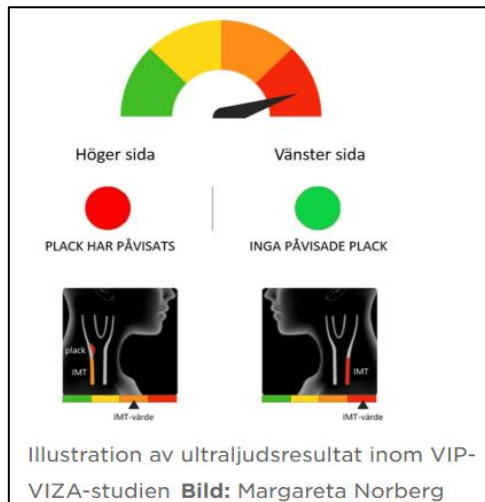 Höger sida
Vänster sida
PLACK HAR PÅVISATS
INGA PÅVISADE PLACK
plack
IMT
IMT
IMT-värde
IMT-värde
Illustration av ultraljudsresultat inom VIP-
VIZA-studien Bild: Margareta Norberg